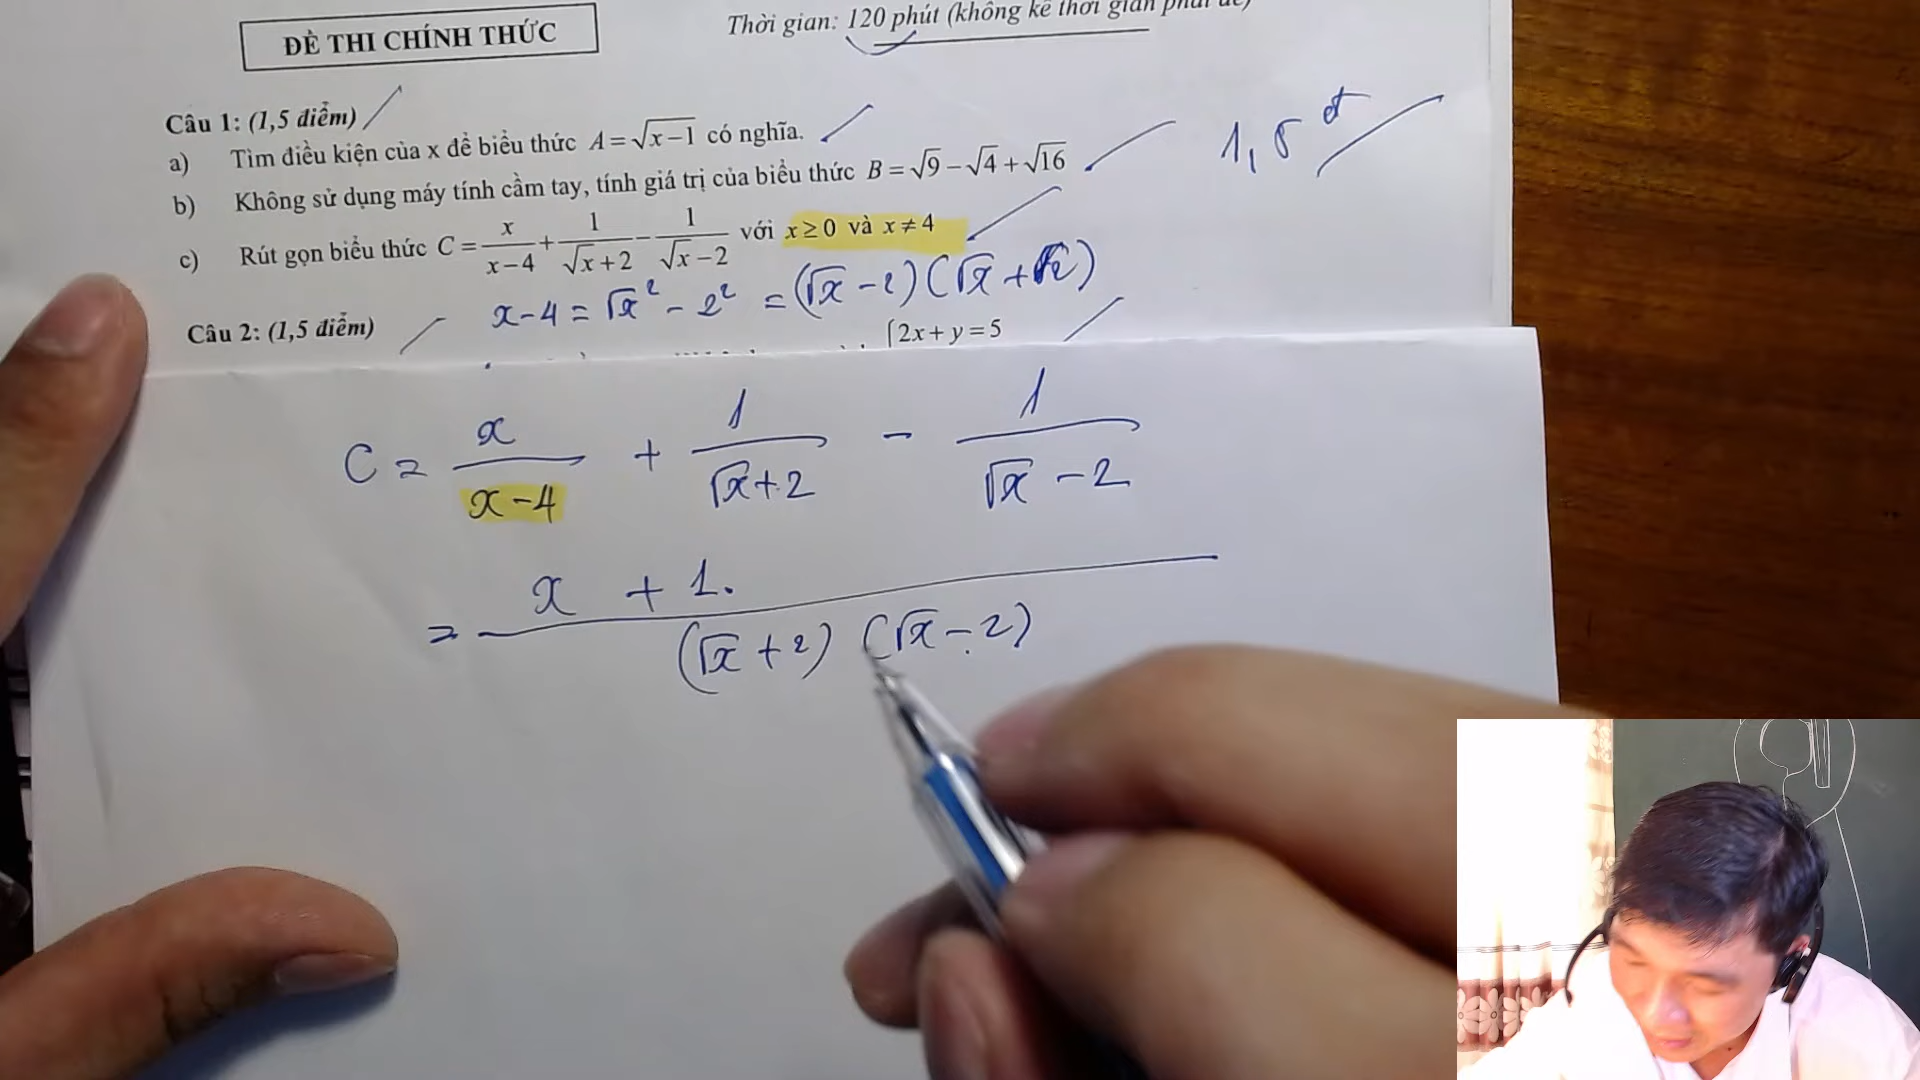 ĐỀ THI CHÍNH THỨC
Thời gian: 120 phút (không kể thời gian phát đề)
Câu 1: (1,5 điểm)
a) Tìm điều kiện của x để biểu thức A = √(x−1) có nghĩa.
b) Không sử dụng máy tính cầm tay, tính giá trị của biểu thức B = √9 − √4 + √16
1,5 đ
c) Rút gọn biểu thức C = x/(x−4) + 1/(√x+2) − 1/(√x−2) với x ≥ 0 và x ≠ 4
x−4 = √x² − 2² = (√x −2)(√x + 2)
Câu 2: (1,5 điểm)
{2x + y = 5
C = x/(x−4) + 1/(√x+2) − 1/(√x −2)
= x + 1. / (√x + 2)(√x − 2)